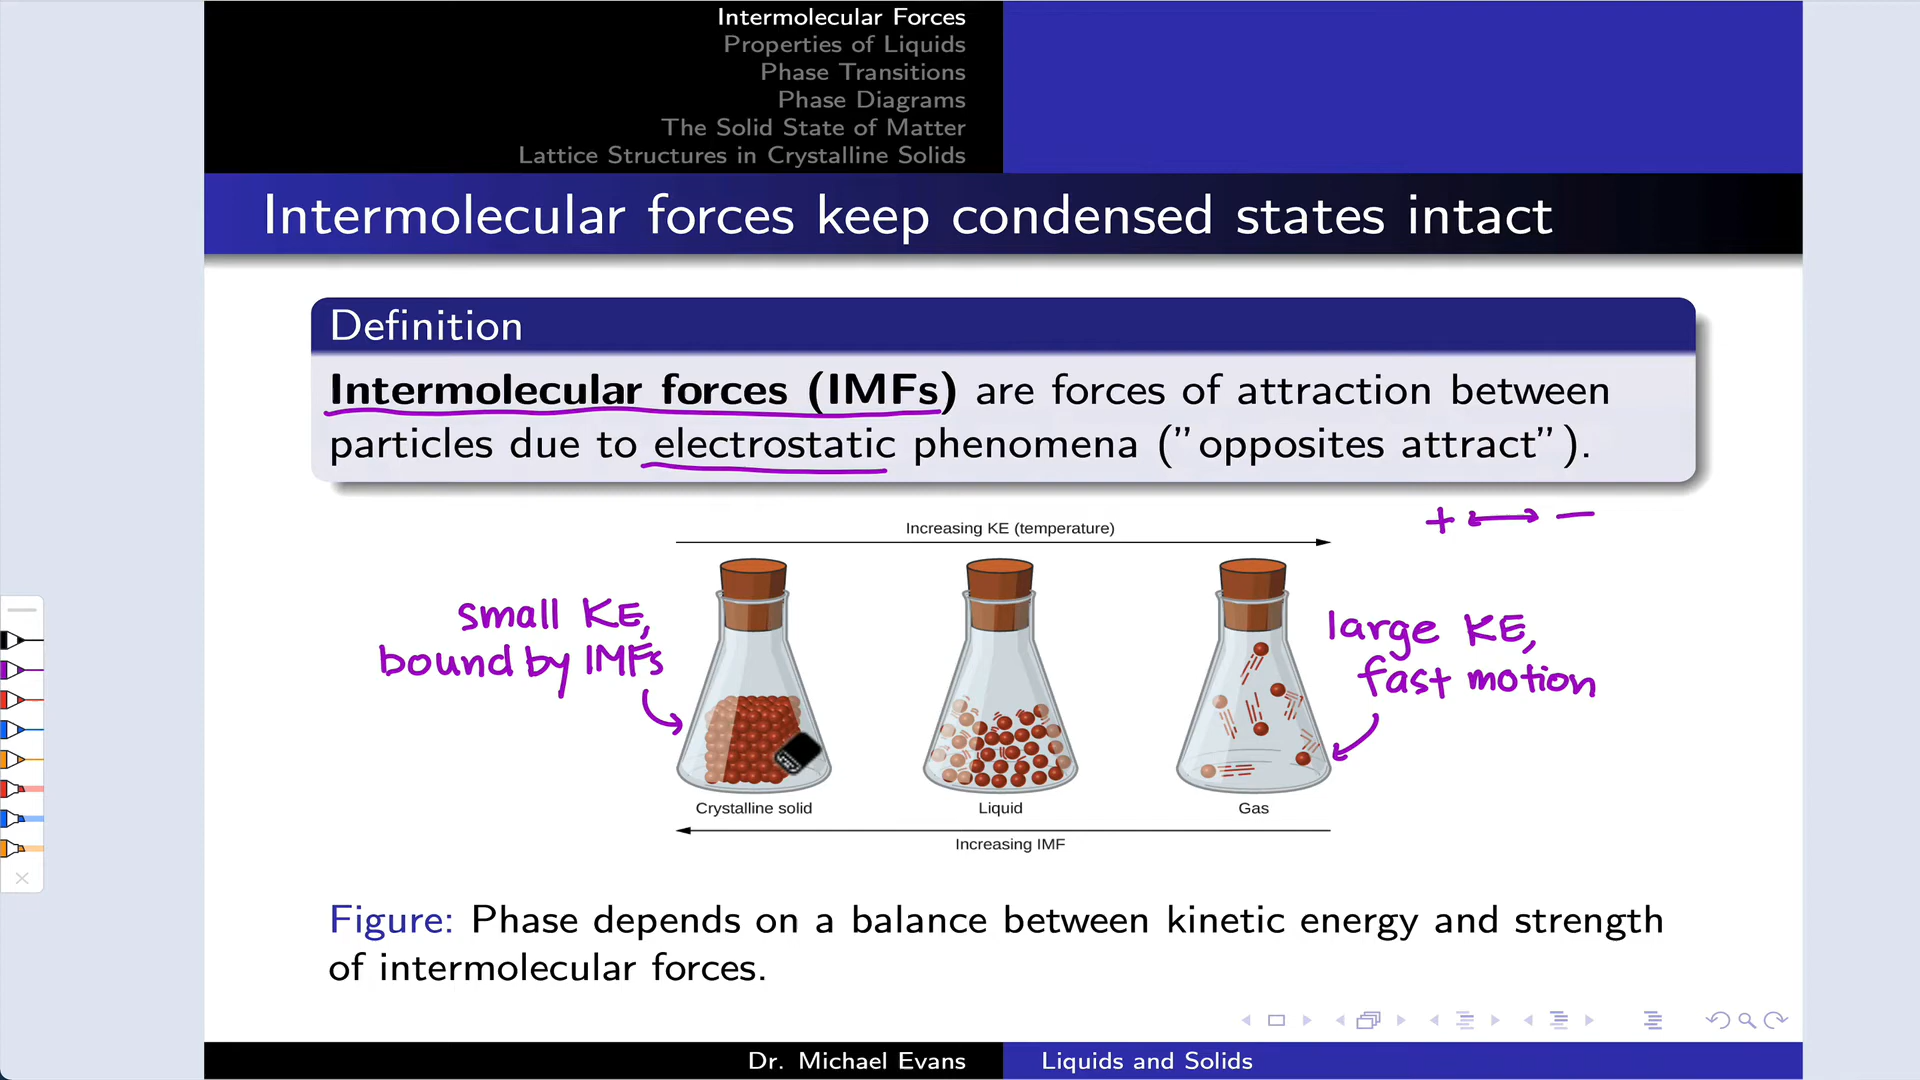 Intermolecular Forces
Properties of Liquids
Phase Transitions
Phase Diagrams
The Solid State of Matter
Lattice Structures in Crystalline Solids
Intermolecular forces keep condensed states intact
Definition
Intermolecular forces (IMFs) are forces of attraction between
particles due to electrostatic phenomena (”opposites attract”).
+ ⟷ −
Increasing KE (temperature)
small KE,
bound by IMFs
large KE,
fast motion
Crystalline solid
Liquid
Gas
Increasing IMF
Figure: Phase depends on a balance between kinetic energy and strength
of intermolecular forces.
Dr. Michael Evans
Liquids and Solids